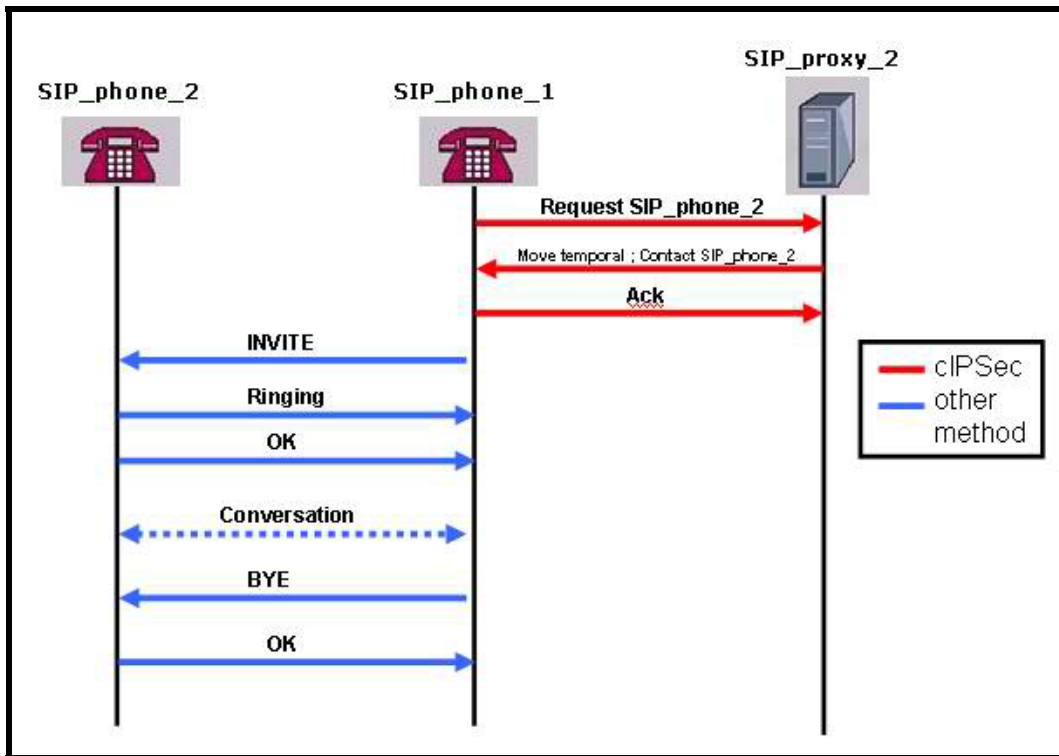 SIP_proxy_2
SIP_phone_2
SIP_phone_1
Request SIP_phone_2
Move temporal ; Contact SIP_phone_2
Ack
INVITE
Ringing
OK
Conversation
BYE
OK
cIPSec
other
method